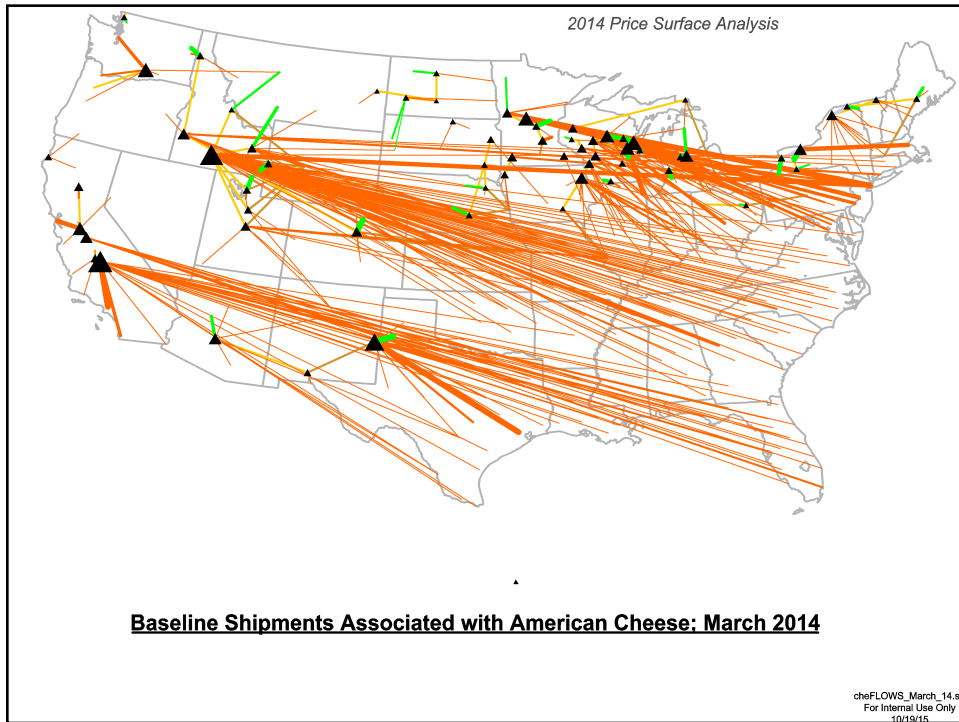 2014 Price Surface Analysis
Baseline Shipments Associated with American Cheese; March 2014
cheFLOWS_March_14.s
For Internal Use Only
10/19/15